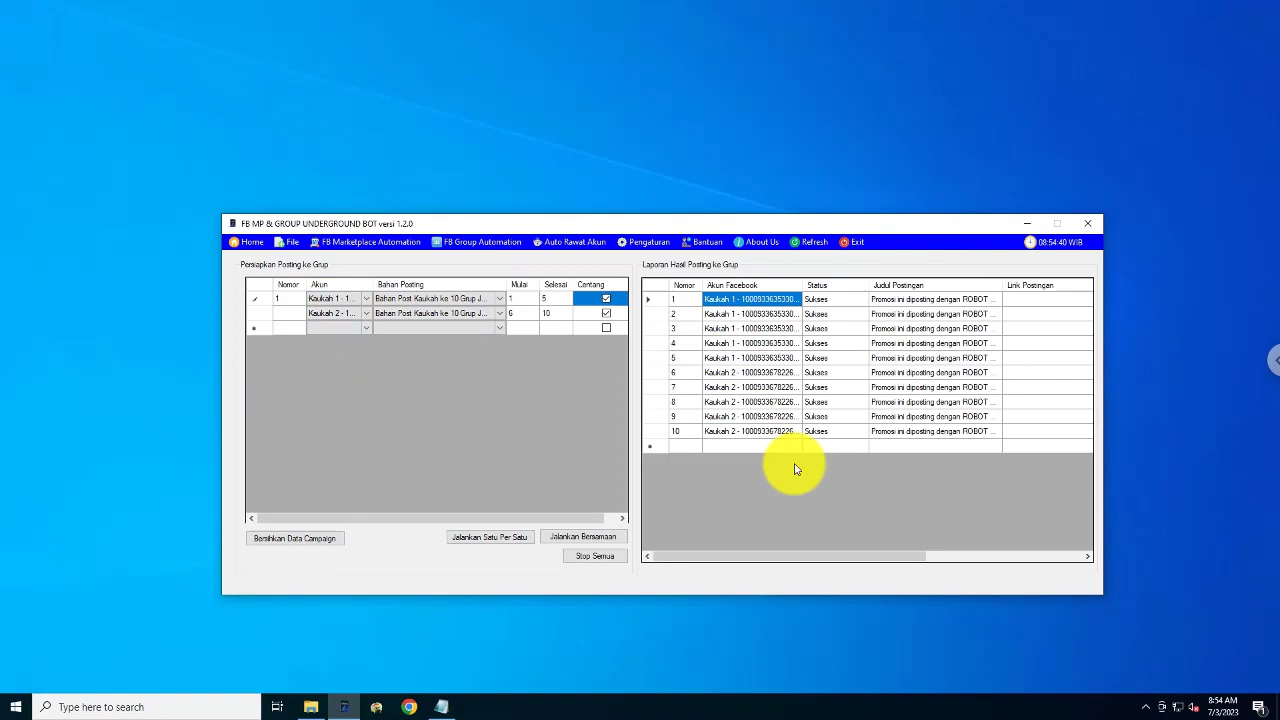 FB MP & GROUP UNDERGROUND BOT versi 1.2.0
Home File FB Marketplace Automation FB Group Automation Auto Rawat Akun Pengaturan Bantuan About Us Refresh Exit 08:54:40 WIB
Persiapkan Posting ke Grup
Nomor Akun Bahan Posting Mulai Selesai Centang
1 Kaukah 1 - 1... Bahan Post Kaukah ke 10 Grup J... 1 5
Kaukah 2 - 1... Bahan Post Kaukah ke 10 Grup J... 6 10
Bersihkan Data Campaign
Jalankan Satu Per Satu
Jalankan Bersamaan
Stop Semua
Laporan Hasil Posting ke Grup
Nomor Akun Facebook Status Judul Postingan Link Postingan
1 Kaukah 1 - 1000933635330... Sukses Promosi ini diposting dengan ROBOT ...
2 Kaukah 1 - 1000933635330... Sukses Promosi ini diposting dengan ROBOT ...
3 Kaukah 1 - 1000933635330... Sukses Promosi ini diposting dengan ROBOT ...
4 Kaukah 1 - 1000933635330... Sukses Promosi ini diposting dengan ROBOT ...
5 Kaukah 1 - 1000933635330... Sukses Promosi ini diposting dengan ROBOT ...
6 Kaukah 2 - 1000933678226... Sukses Promosi ini diposting dengan ROBOT ...
7 Kaukah 2 - 1000933678226... Sukses Promosi ini diposting dengan ROBOT ...
8 Kaukah 2 - 1000933678226... Sukses Promosi ini diposting dengan ROBOT ...
9 Kaukah 2 - 1000933678226... Sukses Promosi ini diposting dengan ROBOT ...
10 Kaukah 2 - 1000933678226... Sukses Promosi ini diposting dengan ROBOT ...
Type here to search
8:54 AM
7/3/2023